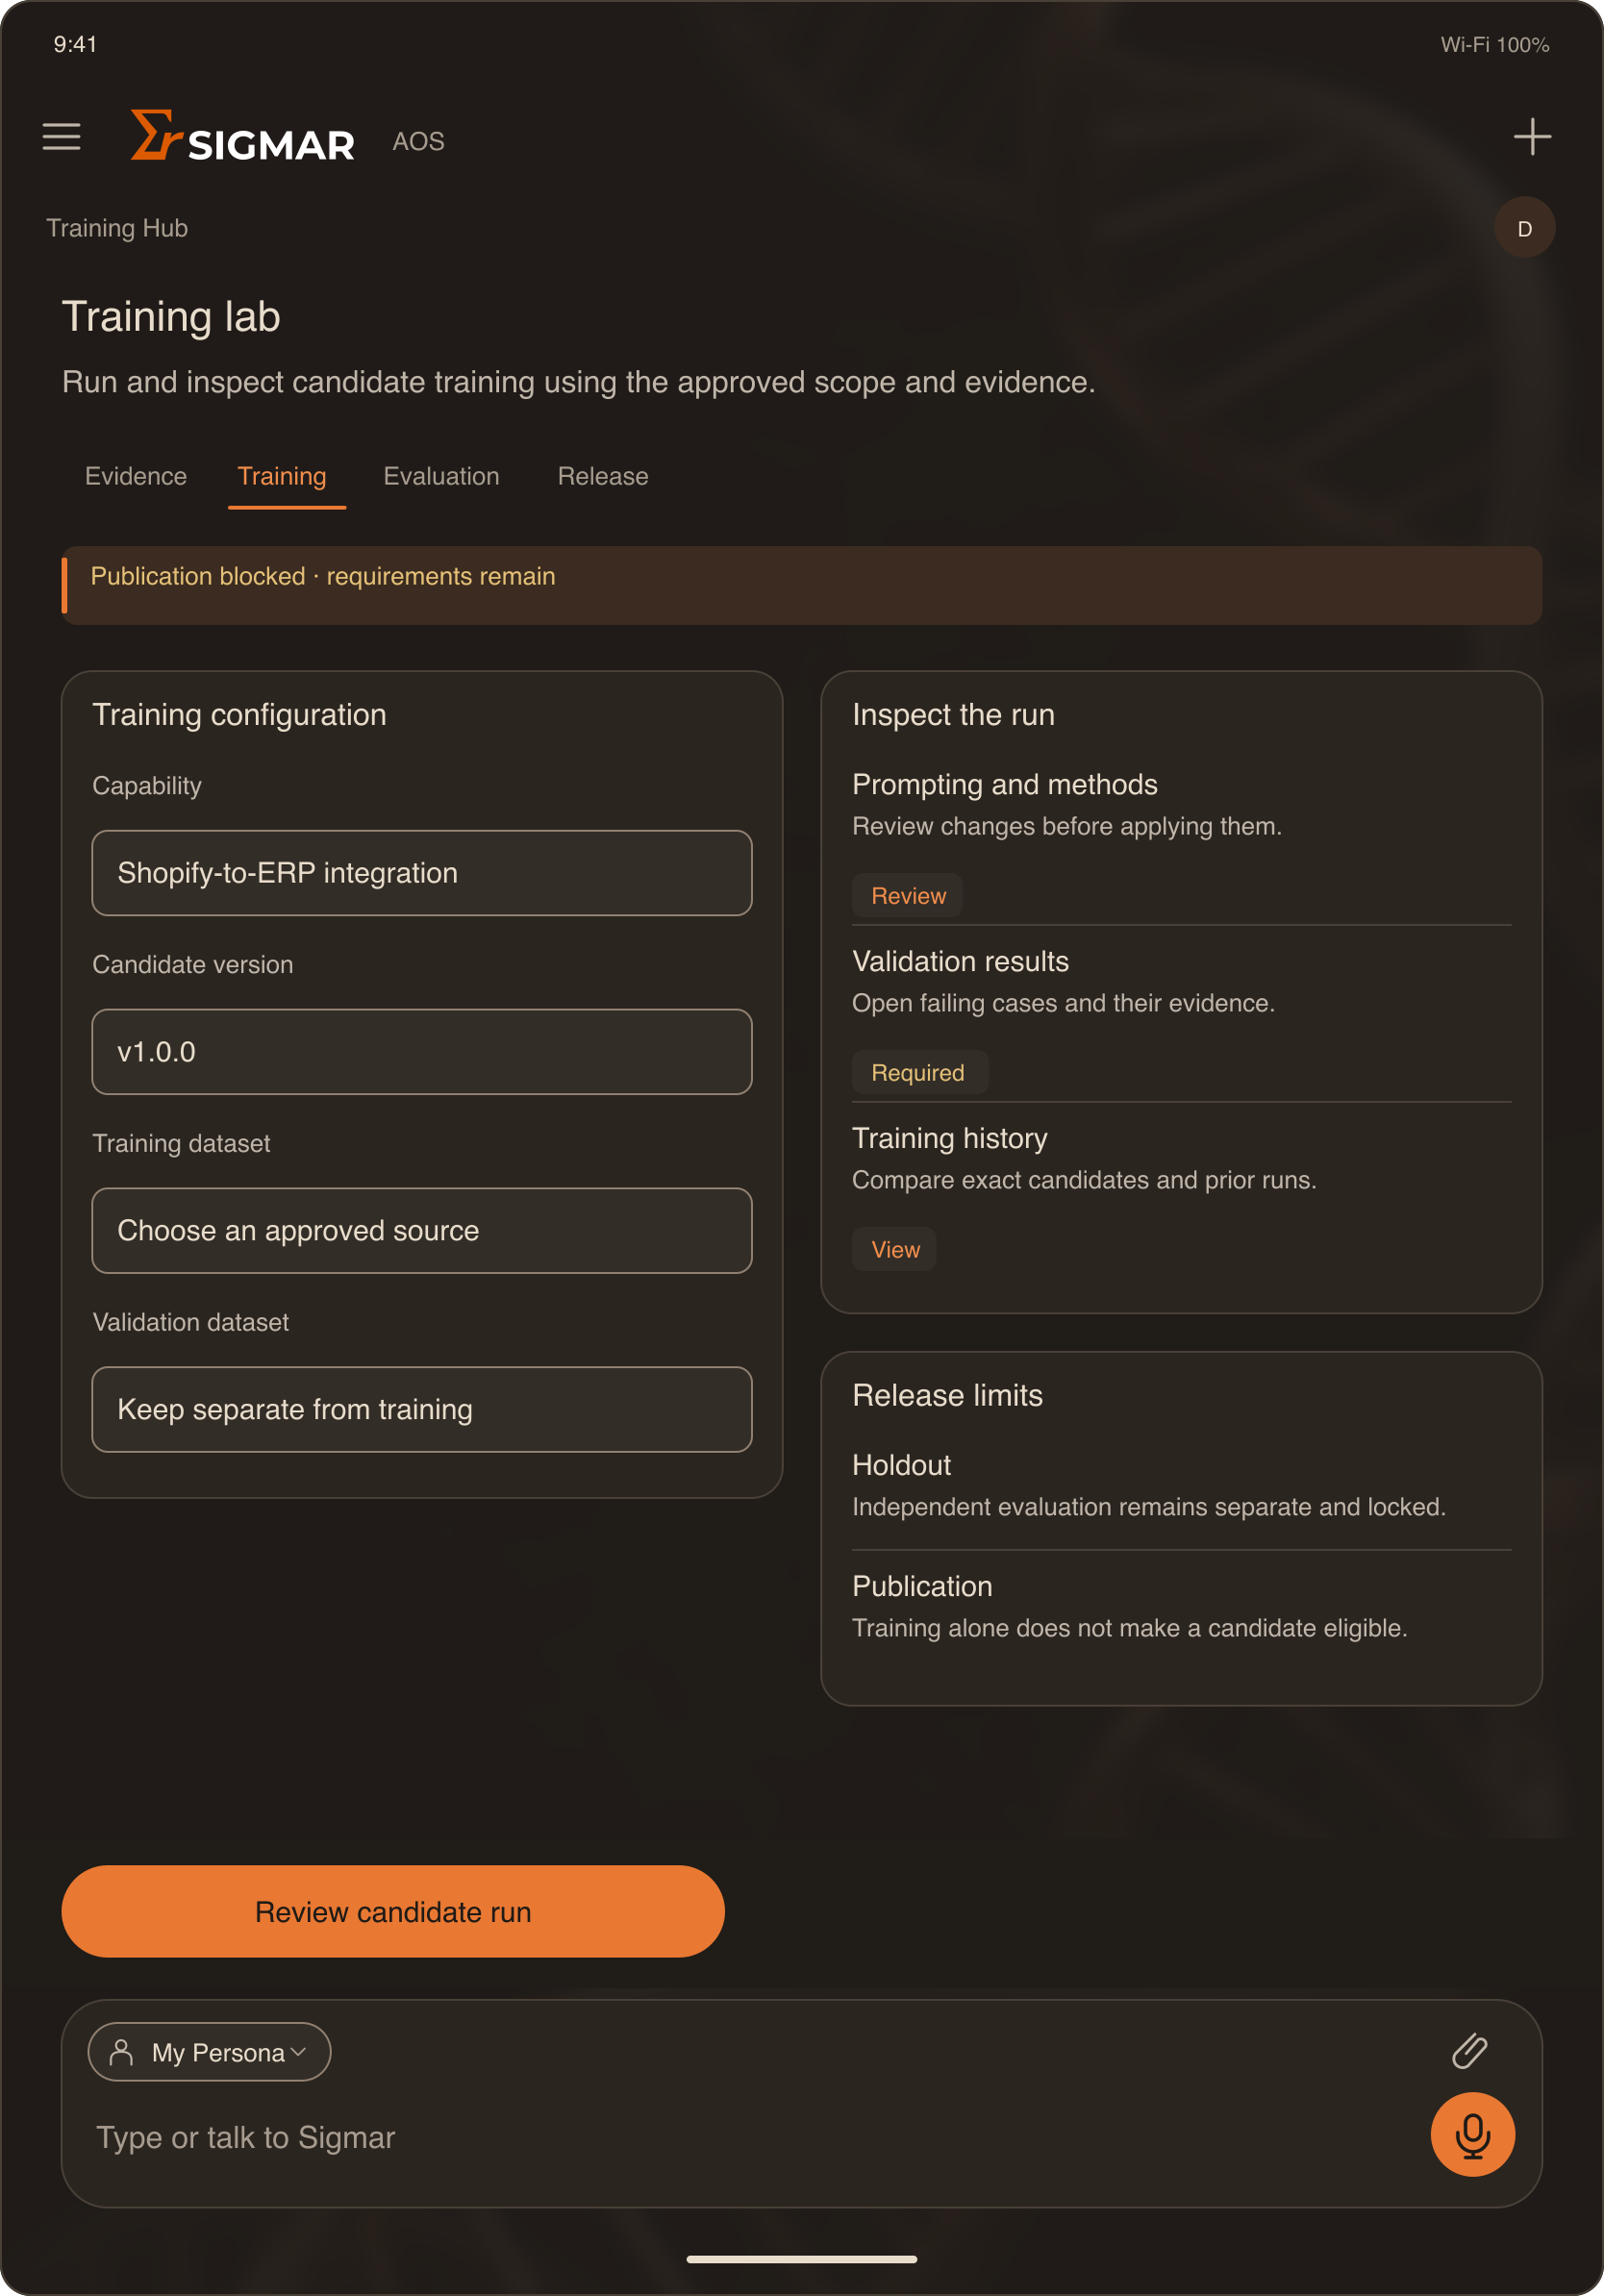 9:41
Wi-Fi 100%
Σr SIGMAR AOS
Training Hub
D
Training lab
Run and inspect candidate training using the approved scope and evidence.
Evidence Training Evaluation Release
Publication blocked · requirements remain
Training configuration
Capability
Shopify-to-ERP integration
Candidate version
v1.0.0
Training dataset
Choose an approved source
Validation dataset
Keep separate from training
Inspect the run
Prompting and methods
Review changes before applying them.
Review
Validation results
Open failing cases and their evidence.
Required
Training history
Compare exact candidates and prior runs.
View
Release limits
Holdout
Independent evaluation remains separate and locked.
Publication
Training alone does not make a candidate eligible.
Review candidate run
My Persona
Type or talk to Sigmar